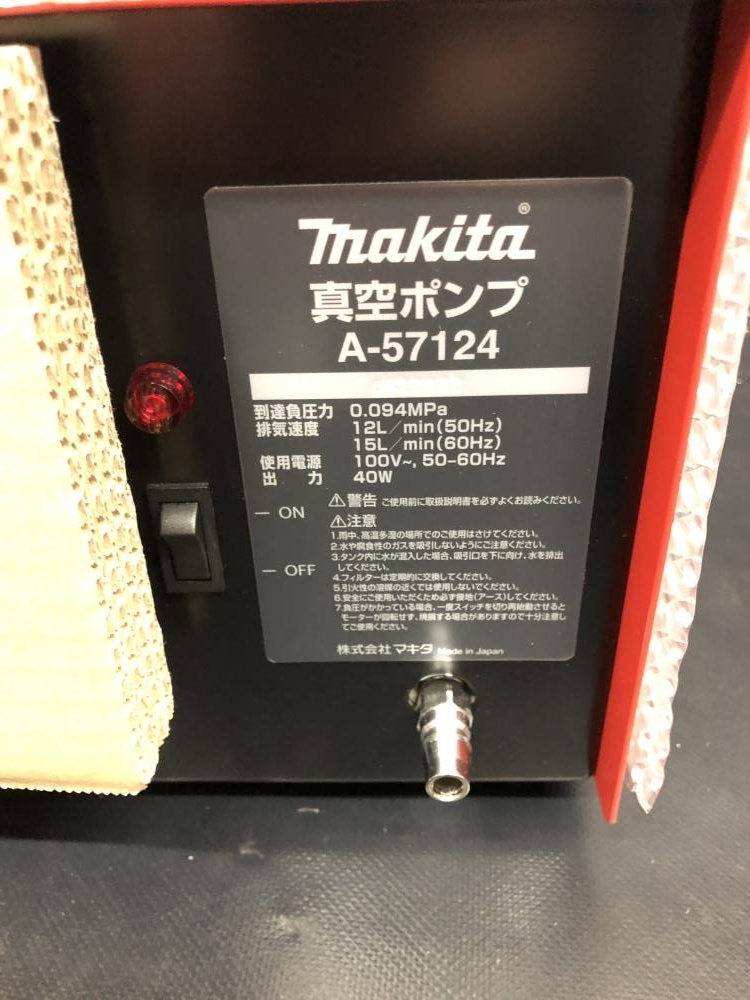 makita®
真空ポンプ
A-57124
到達負圧力 0.094MPa
排気速度 12L/min(50Hz)
15L/min(60Hz)
使用電源 100V~, 50-60Hz
出 力 40W
⚠警告 ご使用前に取扱説明書を必ずよくお読みください。
⚠注意
1.雨中、高温多湿の場所でのご使用はさけてください。
2.水や腐食性のガスを吸引しないようにご注意ください。
3.タンク内に水が混入した場合、吸引口を下に向け、水を排出
してください。
4.フィルターは定期的に交換してください。
5.引火性の溶媒の近くでは使用しないでください。
6.安全にご使用いただくため必ず接地(アース)してください。
7.負圧がかかっている場合、一度スイッチを切り再始動させると
モーターが回転せず、焼損する場合がありますので十分注意し
てご使用ください。
株式会社マキタ Made in Japan
― ON
― OFF